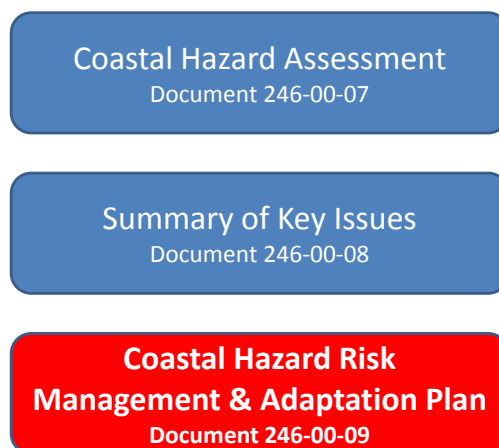 Coastal Hazard Assessment
Document 246-00-07
Summary of Key Issues
Document 246-00-08
Coastal Hazard Risk
Management & Adaptation Plan
Document 246-00-09